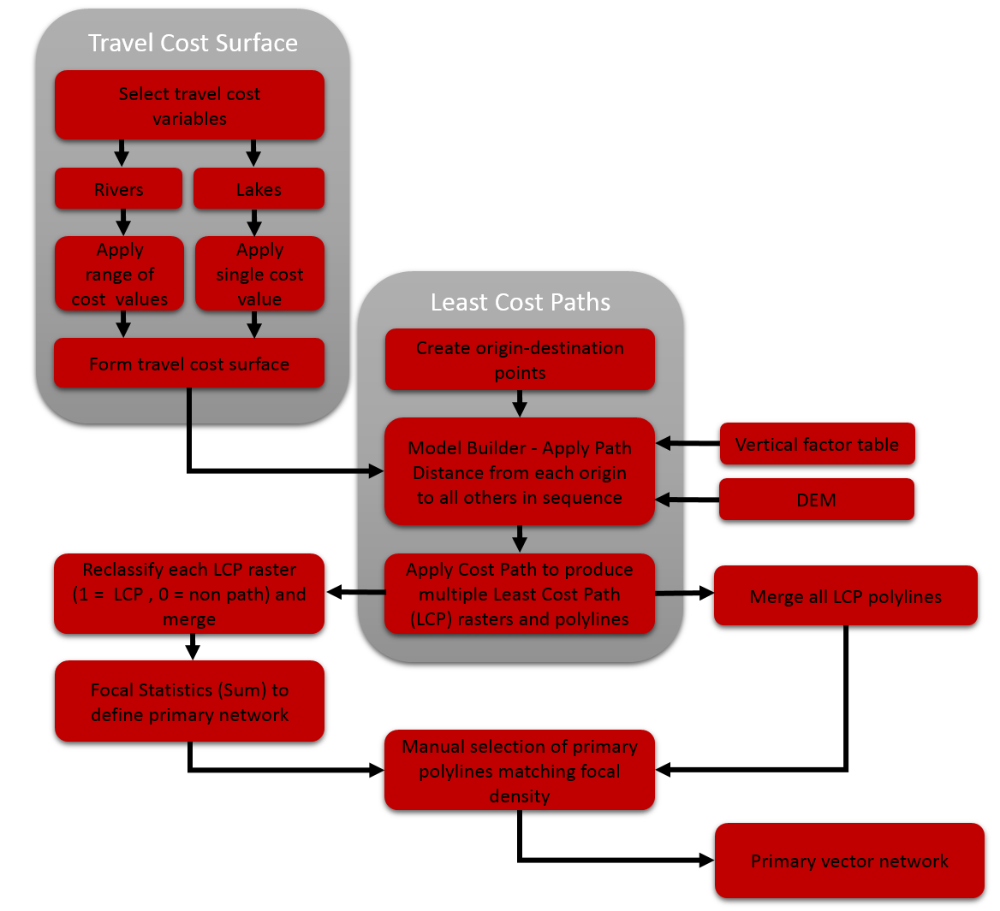 Travel Cost Surface
Select travel cost
variables
Rivers
Lakes
Apply
range of
cost  values
Apply
single cost
value
Form travel cost surface
Least Cost Paths
Create origin-destination
points
Model Builder - Apply Path
Distance from each origin
to all others in sequence
Vertical factor table
DEM
Reclassify each LCP raster
(1 =  LCP , 0 = non path) and
merge
Apply Cost Path to produce
multiple Least Cost Path
(LCP) rasters and polylines
Merge all LCP polylines
Focal Statistics (Sum) to
define primary network
Manual selection of primary
polylines matching focal
density
Primary vector network